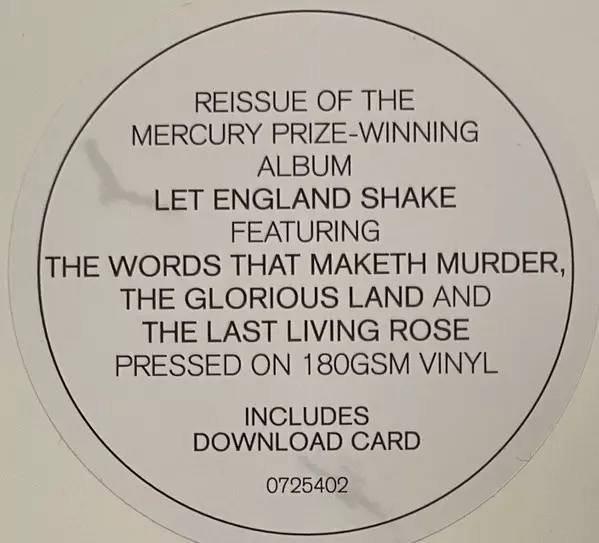 REISSUE OF THE
MERCURY PRIZE-WINNING
ALBUM
LET ENGLAND SHAKE
FEATURING
THE WORDS THAT MAKETH MURDER,
THE GLORIOUS LAND AND
THE LAST LIVING ROSE
PRESSED ON 180GSM VINYL
INCLUDES
DOWNLOAD CARD
0725402